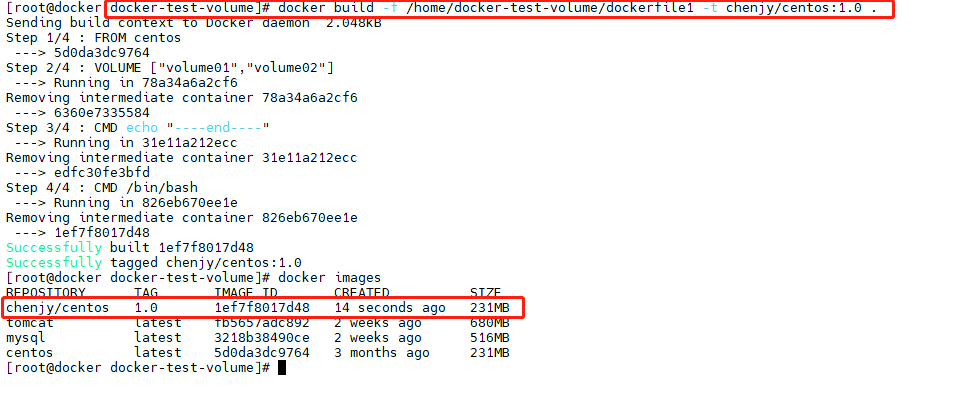 [root@docker docker-test-volume]# docker build -f /home/docker-test-volume/dockerfile1 -t chenjy/centos:1.0 .
Sending build context to Docker daemon  2.048kB
Step 1/4 : FROM centos
 ---> 5d0da3dc9764
Step 2/4 : VOLUME ["volume01","volume02"]
 ---> Running in 78a34a6a2cf6
Removing intermediate container 78a34a6a2cf6
 ---> 6360e7335584
Step 3/4 : CMD echo "----end----"
 ---> Running in 31e11a212ecc
Removing intermediate container 31e11a212ecc
 ---> edfc30fe3bfd
Step 4/4 : CMD /bin/bash
 ---> Running in 826eb670ee1e
Removing intermediate container 826eb670ee1e
 ---> 1ef7f8017d48
Successfully built 1ef7f8017d48
Successfully tagged chenjy/centos:1.0
[root@docker docker-test-volume]# docker images
REPOSITORY      TAG       IMAGE ID       CREATED          SIZE
chenjy/centos   1.0       1ef7f8017d48   14 seconds ago   231MB
tomcat          latest    fb5657adc892   2 weeks ago      680MB
mysql           latest    3218b38490ce   2 weeks ago      516MB
centos          latest    5d0da3dc9764   3 months ago     231MB
[root@docker docker-test-volume]#